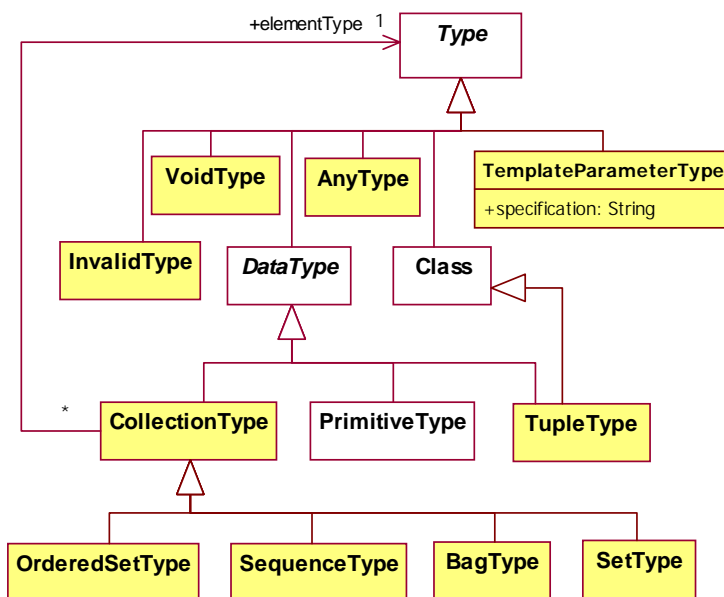 +elementType 1
Type
VoidType
AnyType
TemplateParameterType
+specification: String
InvalidType
DataType
Class
*
CollectionType
PrimitiveType
TupleType
OrderedSetType
SequenceType
BagType
SetType